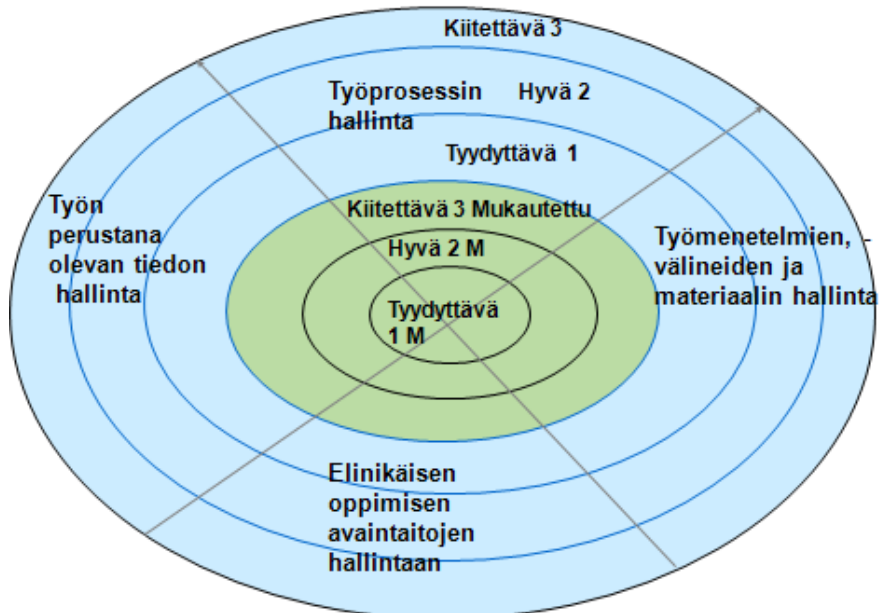 Kiitettävä 3
Työprosessin Hyvä 2
hallinta
Tyydyttävä 1
Kiitettävä 3 Mukautettu
Hyvä 2 M
Tyydyttävä
1 M
Työn
perustana
olevan tiedon
hallinta
Työmenetelmien, -
välineiden ja
materiaalin hallinta
Elinikäisen
oppimisen
avaintaitojen
hallintaan